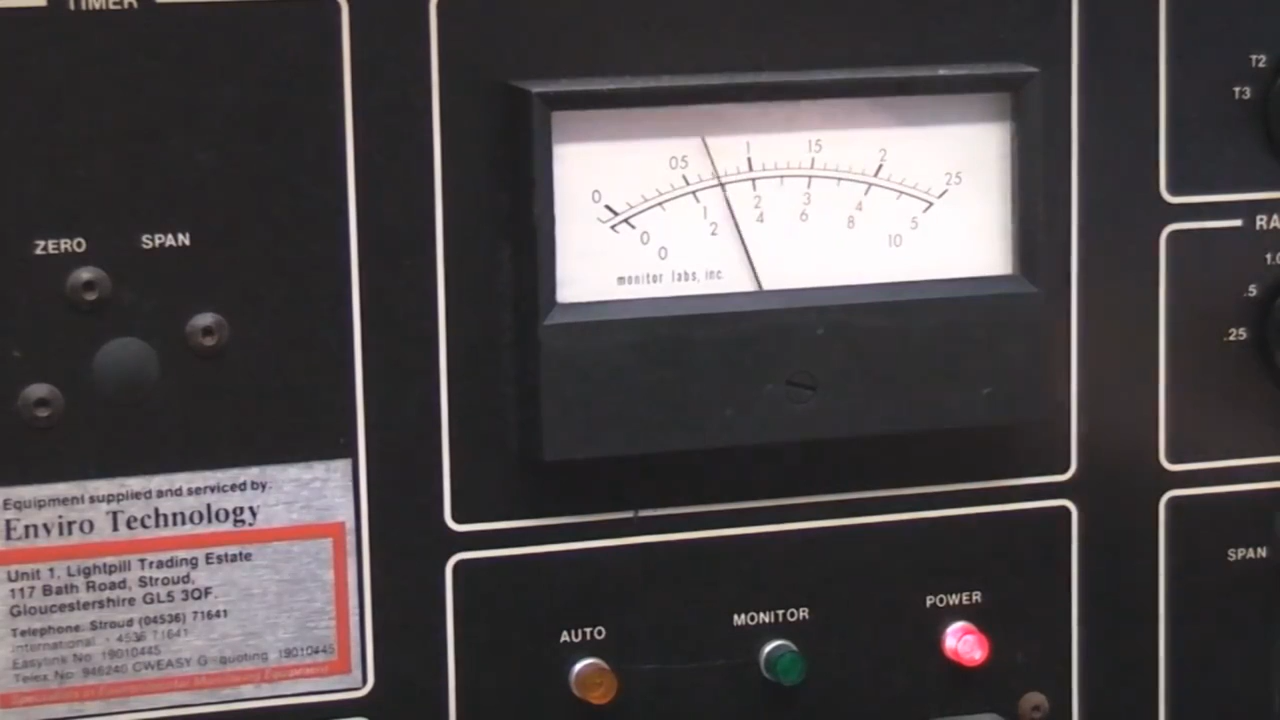 TIMER
ZERO SPAN
Equipment supplied and serviced by:
Enviro Technology
Unit 1, Lightpill Trading Estate
117 Bath Road, Stroud,
Gloucestershire GL5 3QF.
Telephone: Stroud (04536) 71641
International + 4536 71641
Easylink No 19010445
Telex No 946240 CWEASY G - quoting 19010445
0 05 1 15 2 25
0 1 2 3 4 5
0 2 4 6 8 10
monitor labs, inc.
AUTO
MONITOR
POWER
T2
T3
RA
1.0
.5
.25
SPAN